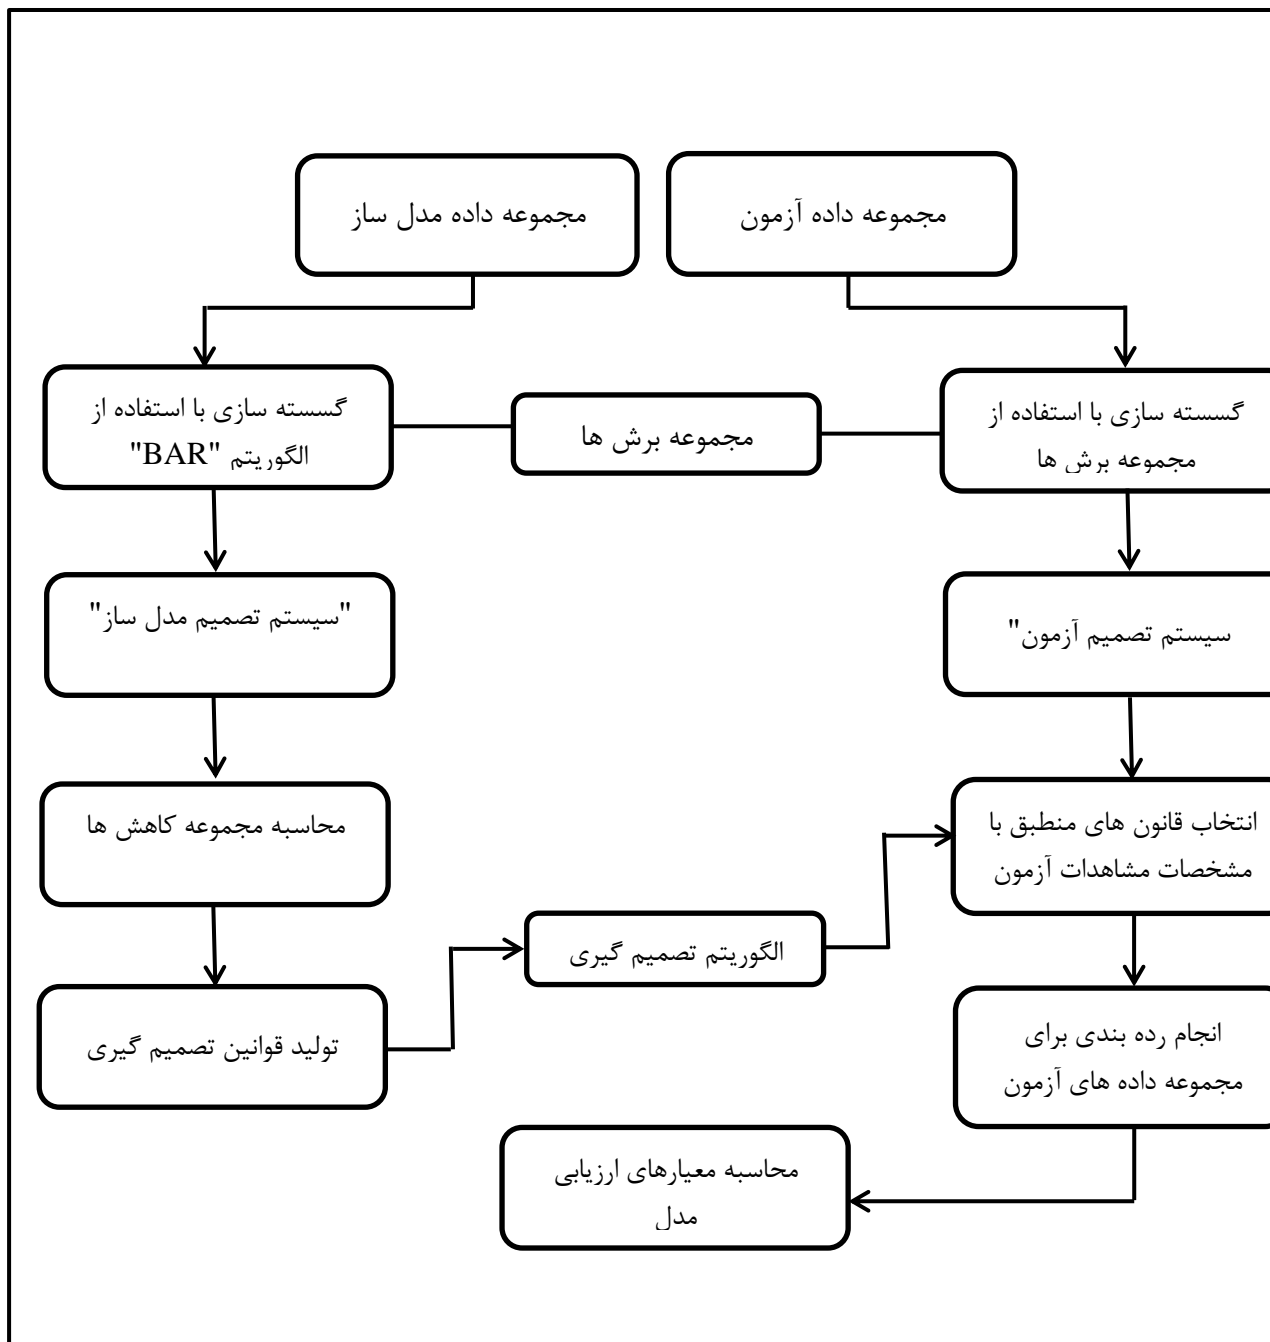 مجموعه داده آزمون
مجموعه داده مدل ساز
گسسته سازی با استفاده از
مجموعه برش ها
مجموعه برش ها
گسسته سازی با استفاده از
الگوریتم "BAR"
سیستم تصمیم آزمون"
"سیستم تصمیم مدل ساز"
انتخاب قانون های منطبق با
مشخصات مشاهدات آزمون
محاسبه مجموعه کاهش ها
الگوریتم تصمیم گیری
انجام رده بندی برای
مجموعه داده های آزمون
تولید قوانین تصمیم گیری
محاسبه معیارهای ارزیابی
مدل